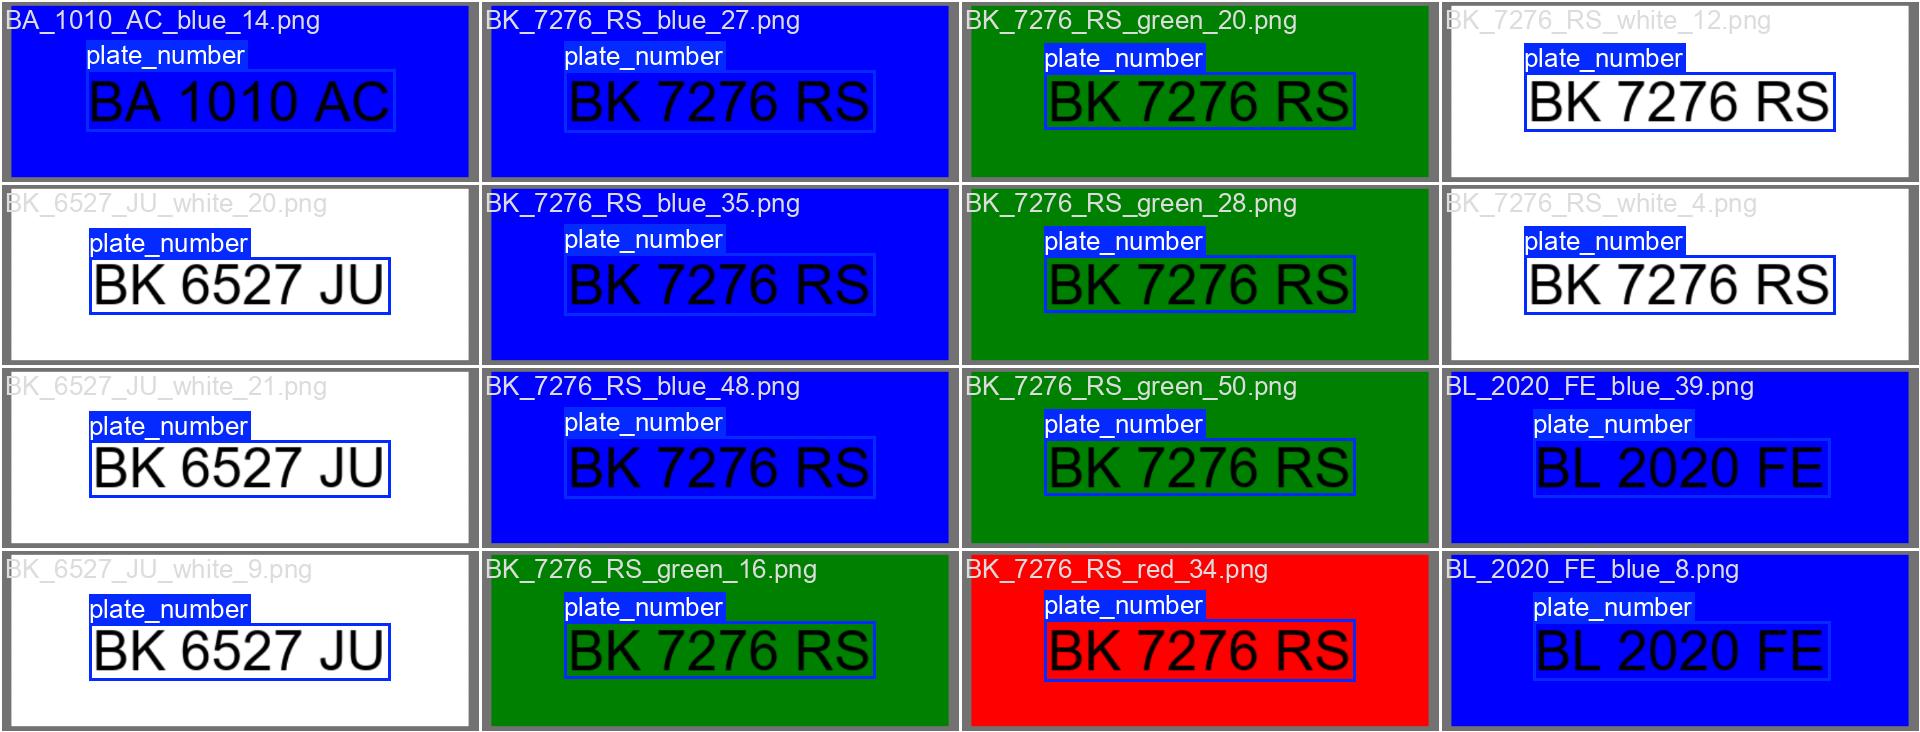 BA_1010_AC_blue_14.png
plate_number
BA 1010 AC
BK_7276_RS_blue_27.png
plate_number
BK 7276 RS
BK_7276_RS_green_20.png
plate_number
BK 7276 RS
BK_7276_RS_white_12.png
plate_number
BK 7276 RS
BK_6527_JU_white_20.png
plate_number
BK 6527 JU
BK_7276_RS_blue_35.png
plate_number
BK 7276 RS
BK_7276_RS_green_28.png
plate_number
BK 7276 RS
BK_7276_RS_white_4.png
plate_number
BK 7276 RS
BK_6527_JU_white_21.png
plate_number
BK 6527 JU
BK_7276_RS_blue_48.png
plate_number
BK 7276 RS
BK_7276_RS_green_50.png
plate_number
BK 7276 RS
BL_2020_FE_blue_39.png
plate_number
BL 2020 FE
BK_6527_JU_white_9.png
plate_number
BK 6527 JU
BK_7276_RS_green_16.png
plate_number
BK 7276 RS
BK_7276_RS_red_34.png
plate_number
BK 7276 RS
BL_2020_FE_blue_8.png
plate_number
BL 2020 FE